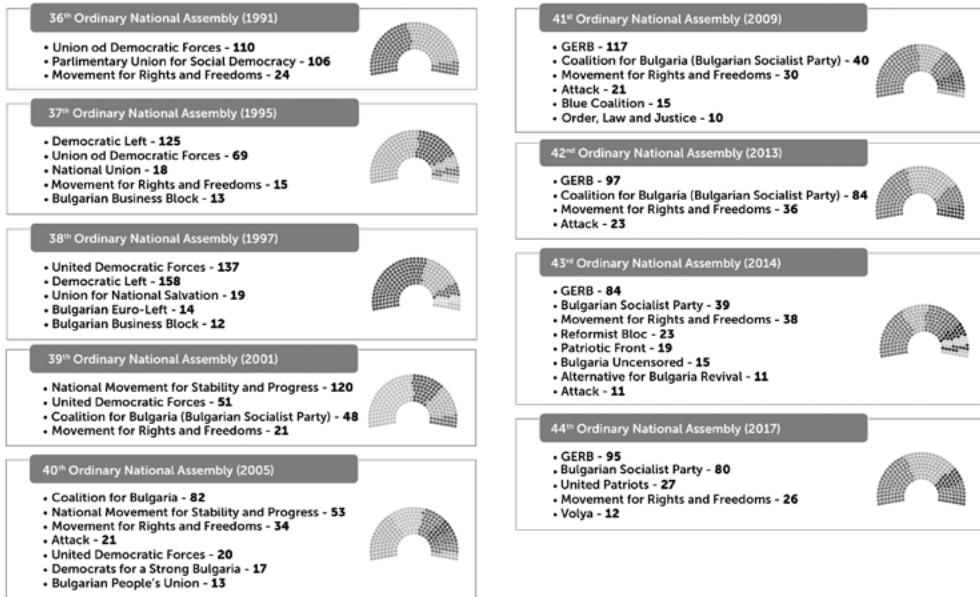 36th Ordinary National Assembly (1991)
• Union od Democratic Forces - 110
• Parlimentary Union for Social Democracy - 106
• Movement for Rights and Freedoms - 24
37th Ordinary National Assembly (1995)
• Democratic Left - 125
• Union od Democratic Forces - 69
• National Union - 18
• Movement for Rights and Freedoms - 15
• Bulgarian Business Block - 13
38th Ordinary National Assembly (1997)
• United Democratic Forces - 137
• Democratic Left - 158
• Union for National Salvation - 19
• Bulgarian Euro-Left - 14
• Bulgarian Business Block - 12
39th Ordinary National Assembly (2001)
• National Movement for Stability and Progress - 120
• United Democratic Forces - 51
• Coalition for Bulgaria (Bulgarian Socialist Party) - 48
• Movement for Rights and Freedoms - 21
40th Ordinary National Assembly (2005)
• Coalition for Bulgaria - 82
• National Movement for Stability and Progress - 53
• Movement for Rights and Freedoms - 34
• Attack - 21
• United Democratic Forces - 20
• Democrats for a Strong Bulgaria - 17
• Bulgarian People's Union - 13
41st Ordinary National Assembly (2009)
• GERB - 117
• Coalition for Bulgaria (Bulgarian Socialist Party) - 40
• Movement for Rights and Freedoms - 30
• Attack - 21
• Blue Coalition - 15
• Order, Law and Justice - 10
42nd Ordinary National Assembly (2013)
• GERB - 97
• Coalition for Bulgaria (Bulgarian Socialist Party) - 84
• Movement for Rights and Freedoms - 36
• Attack - 23
43rd Ordinary National Assembly (2014)
• GERB - 84
• Bulgarian Socialist Party - 39
• Movement for Rights and Freedoms - 38
• Reformist Bloc - 23
• Patriotic Front - 19
• Bulgaria Uncensored - 15
• Alternative for Bulgaria Revival - 11
• Attack - 11
44th Ordinary National Assembly (2017)
• GERB - 95
• Bulgarian Socialist Party - 80
• United Patriots - 27
• Movement for Rights and Freedoms - 26
• Volya - 12